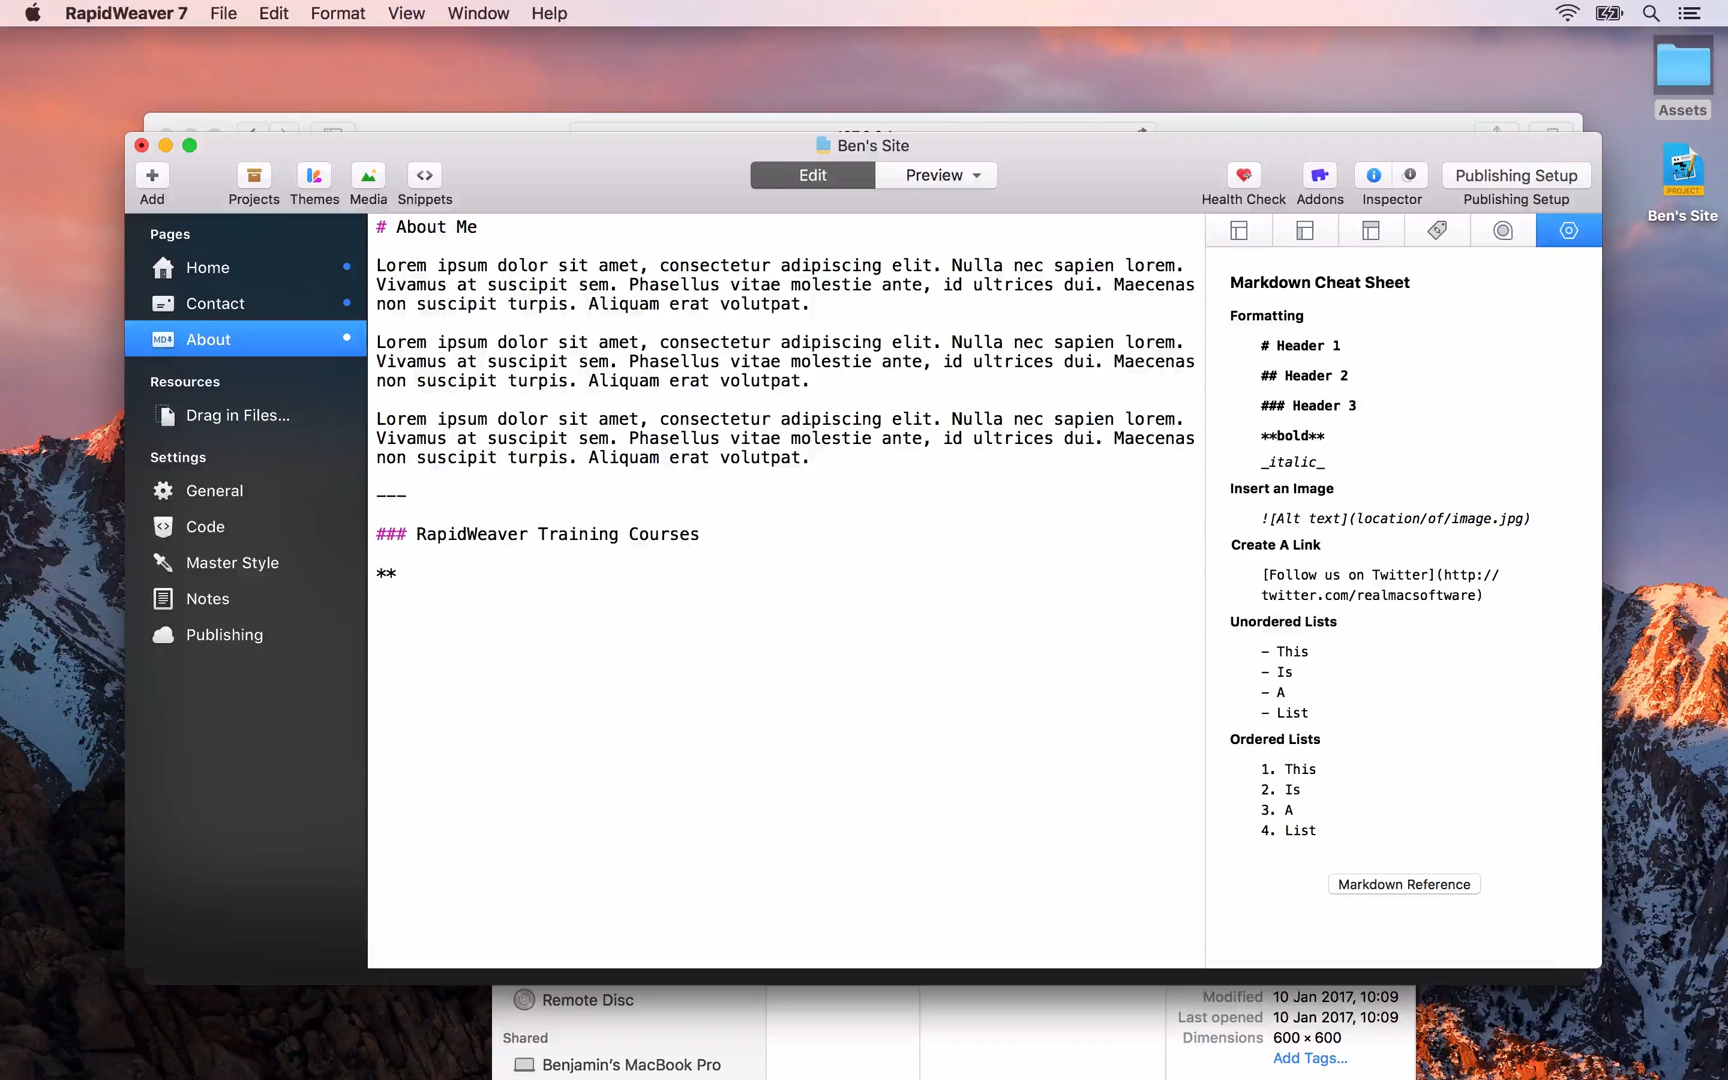 RapidWeaver 7 File Edit Format View Window Help
Assets
Ben's Site
PROJECT
Ben's Site
Add Projects Themes Media Snippets
Edit Preview
Health Check Addons Inspector
Publishing Setup
Publishing Setup
Pages
Home
Contact
MD
About
Resources
Drag in Files...
Settings
General
Code
Master Style
Notes
Publishing
# About Me
Lorem ipsum dolor sit amet, consectetur adipiscing elit. Nulla nec sapien lorem.
Vivamus at suscipit sem. Phasellus vitae molestie ante, id ultrices dui. Maecenas
non suscipit turpis. Aliquam erat volutpat.
Lorem ipsum dolor sit amet, consectetur adipiscing elit. Nulla nec sapien lorem.
Vivamus at suscipit sem. Phasellus vitae molestie ante, id ultrices dui. Maecenas
non suscipit turpis. Aliquam erat volutpat.
Lorem ipsum dolor sit amet, consectetur adipiscing elit. Nulla nec sapien lorem.
Vivamus at suscipit sem. Phasellus vitae molestie ante, id ultrices dui. Maecenas
non suscipit turpis. Aliquam erat volutpat.
---
### RapidWeaver Training Courses
**
Markdown Cheat Sheet
Formatting
# Header 1
## Header 2
### Header 3
**bold**
_italic_
Insert an Image
![Alt text](location/of/image.jpg)
Create A Link
[Follow us on Twitter](http://
twitter.com/realmacsoftware)
Unordered Lists
- This
- Is
- A
- List
Ordered Lists
1. This
2. Is
3. A
4. List
Markdown Reference
Remote Disc
Shared
Benjamin's MacBook Pro
Modified 10 Jan 2017, 10:09
Last opened 10 Jan 2017, 10:09
Dimensions 600 × 600
Add Tags...